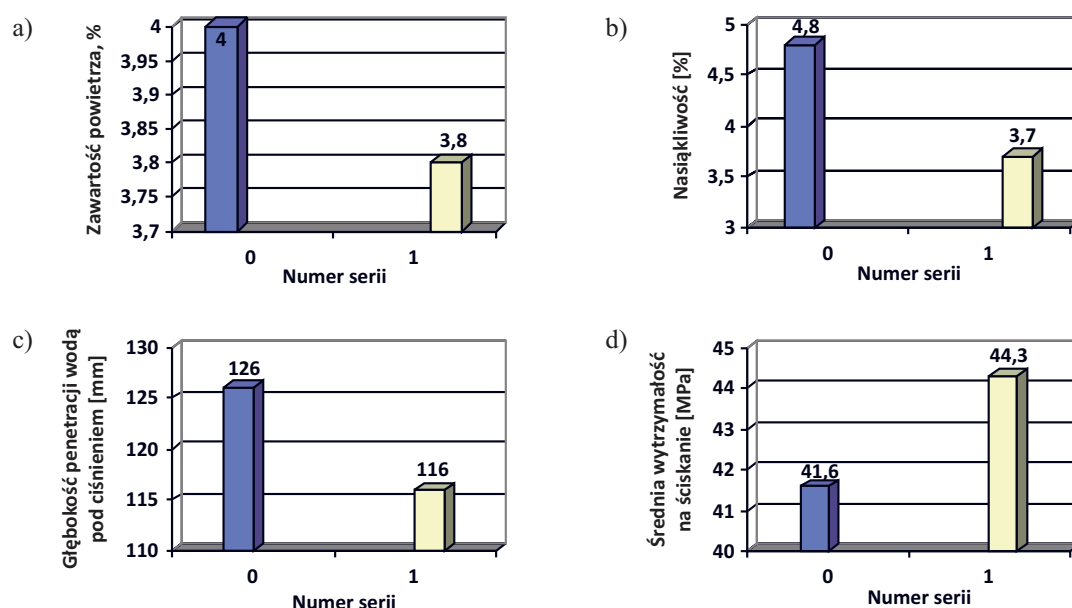 a)
Zawartość powietrza, %
4
3,95
3,9
3,85
3,8
3,75
3,7
4
3,8
0 1
Numer serii
b)
Nasiąkliwość [%]
5
4,5
4
3,5
3
4,8
3,7
0 1
Numer serii
c)
Głębokość penetracji wodą
pod ciśnieniem [mm]
130
125
120
115
110
126
116
0 1
Numer serii
d)
Średnia wytrzymałość
na ściskanie [MPa]
45
44
43
42
41
40
41,6
44,3
0 1
Numer serii